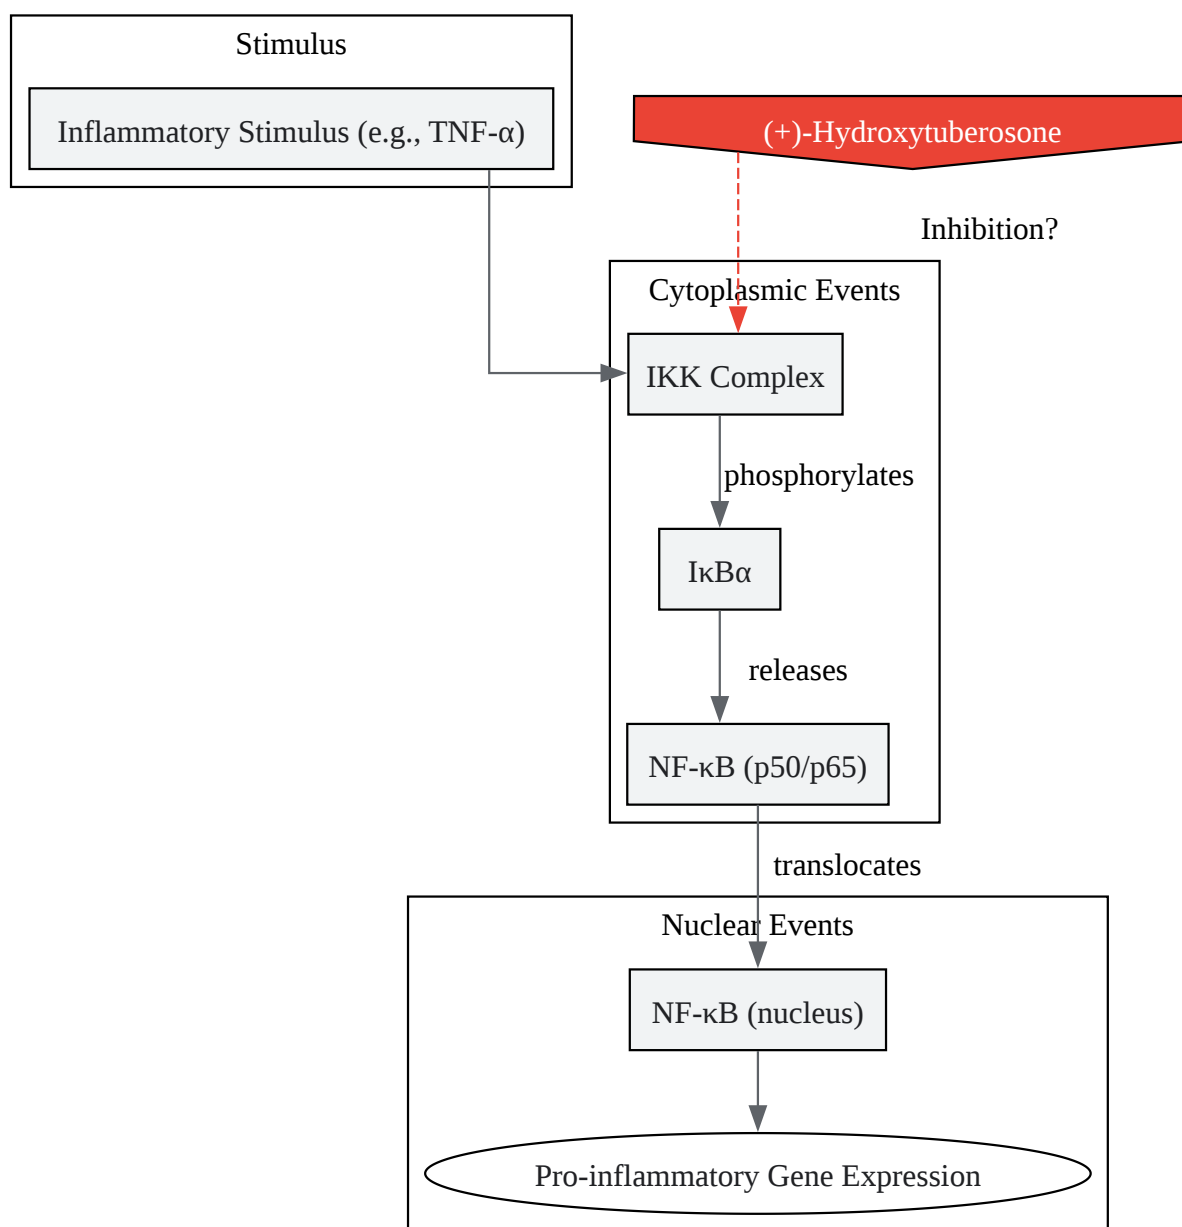 Stimulus
Inflammatory Stimulus (e.g., TNF-α)
(+)-Hydroxytuberosone
Inhibition?
Cytoplasmic Events
IKK Complex
phosphorylates
IκBα
releases
NF-κB (p50/p65)
translocates
Nuclear Events
NF-κB (nucleus)
Pro-inflammatory Gene Expression